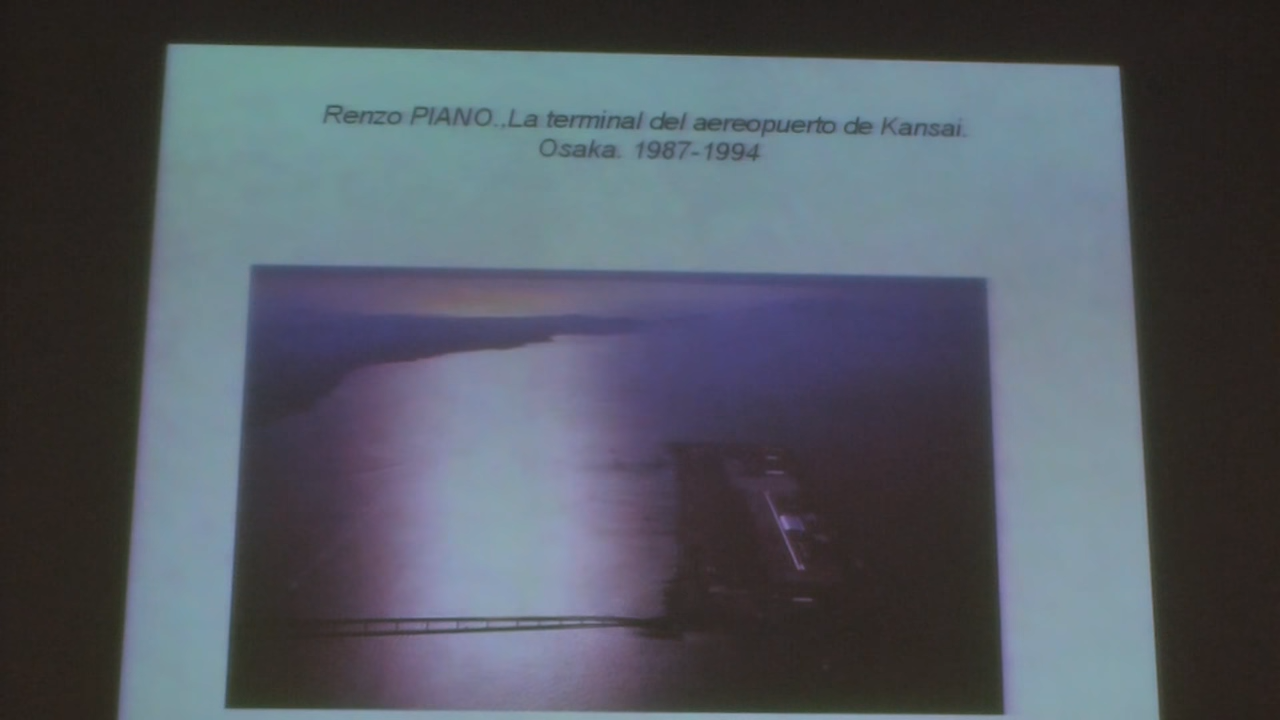 Renzo PIANO.,La terminal del aereopuerto de Kansai.
Osaka. 1987-1994